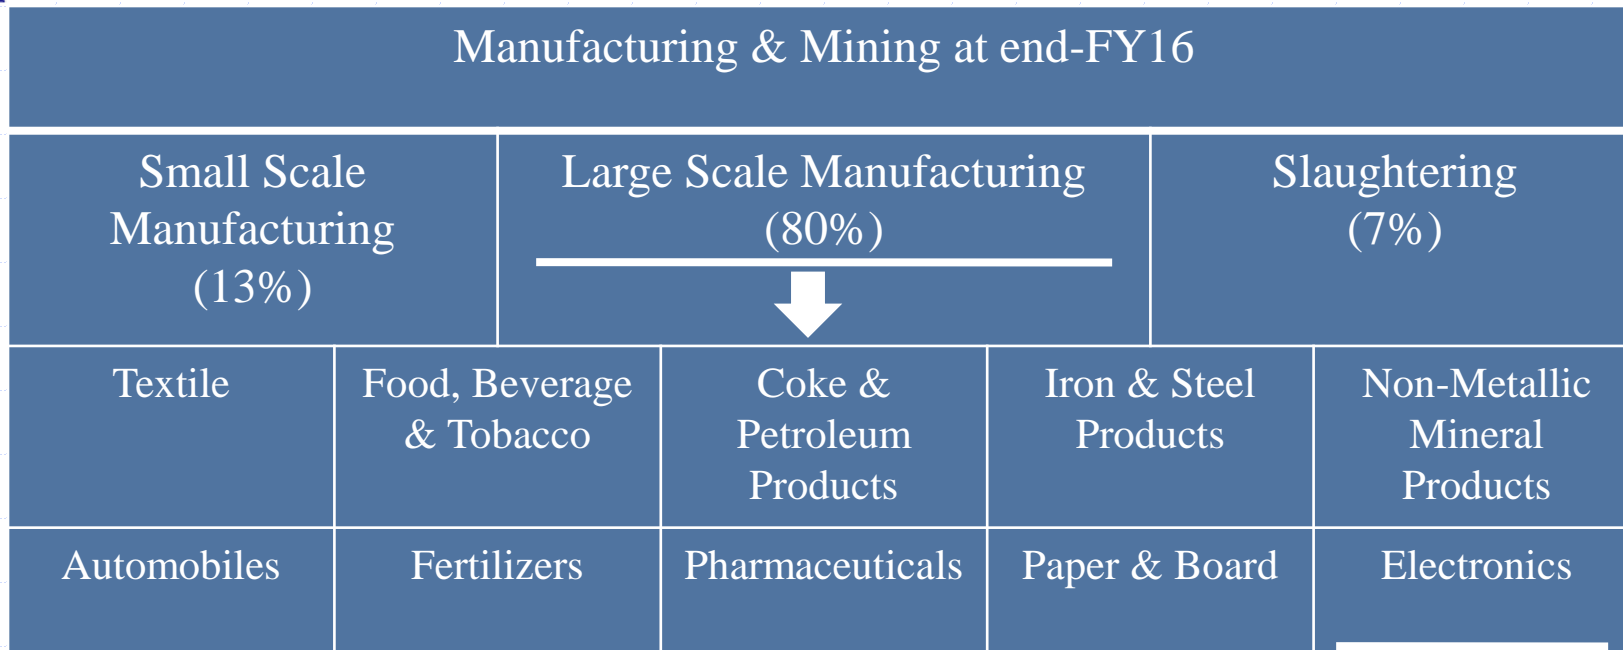 Manufacturing & Mining at end-FY16
Small Scale
Manufacturing
(13%)
Large Scale Manufacturing
(80%)
Slaughtering
(7%)
Textile
Food, Beverage
& Tobacco
Coke &
Petroleum
Products
Iron & Steel
Products
Non-Metallic
Mineral
Products
Automobiles
Fertilizers
Pharmaceuticals
Paper & Board
Electronics